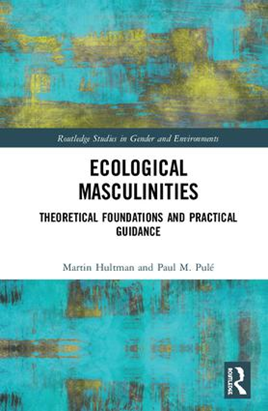 Routledge Studies in Gender and Environments
ECOLOGICAL
MASCULINITIES
THEORETICAL FOUNDATIONS AND PRACTICAL
GUIDANCE
Martin Hultman and Paul M. Pulé
ROUTLEDGE